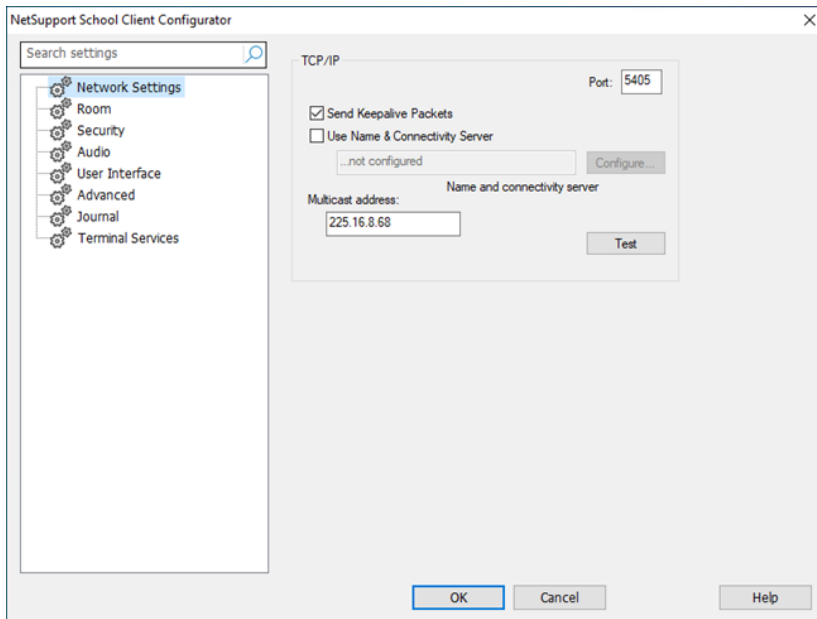 NetSupport School Client Configurator
Search settings
Network Settings
Room
Security
Audio
User Interface
Advanced
Journal
Terminal Services
TCP/IP
Port: 5405
Send Keepalive Packets
Use Name & Connectivity Server
...not configured Configure...
Name and connectivity server
Multicast address:
225.16.8.68
Test
OK Cancel Help